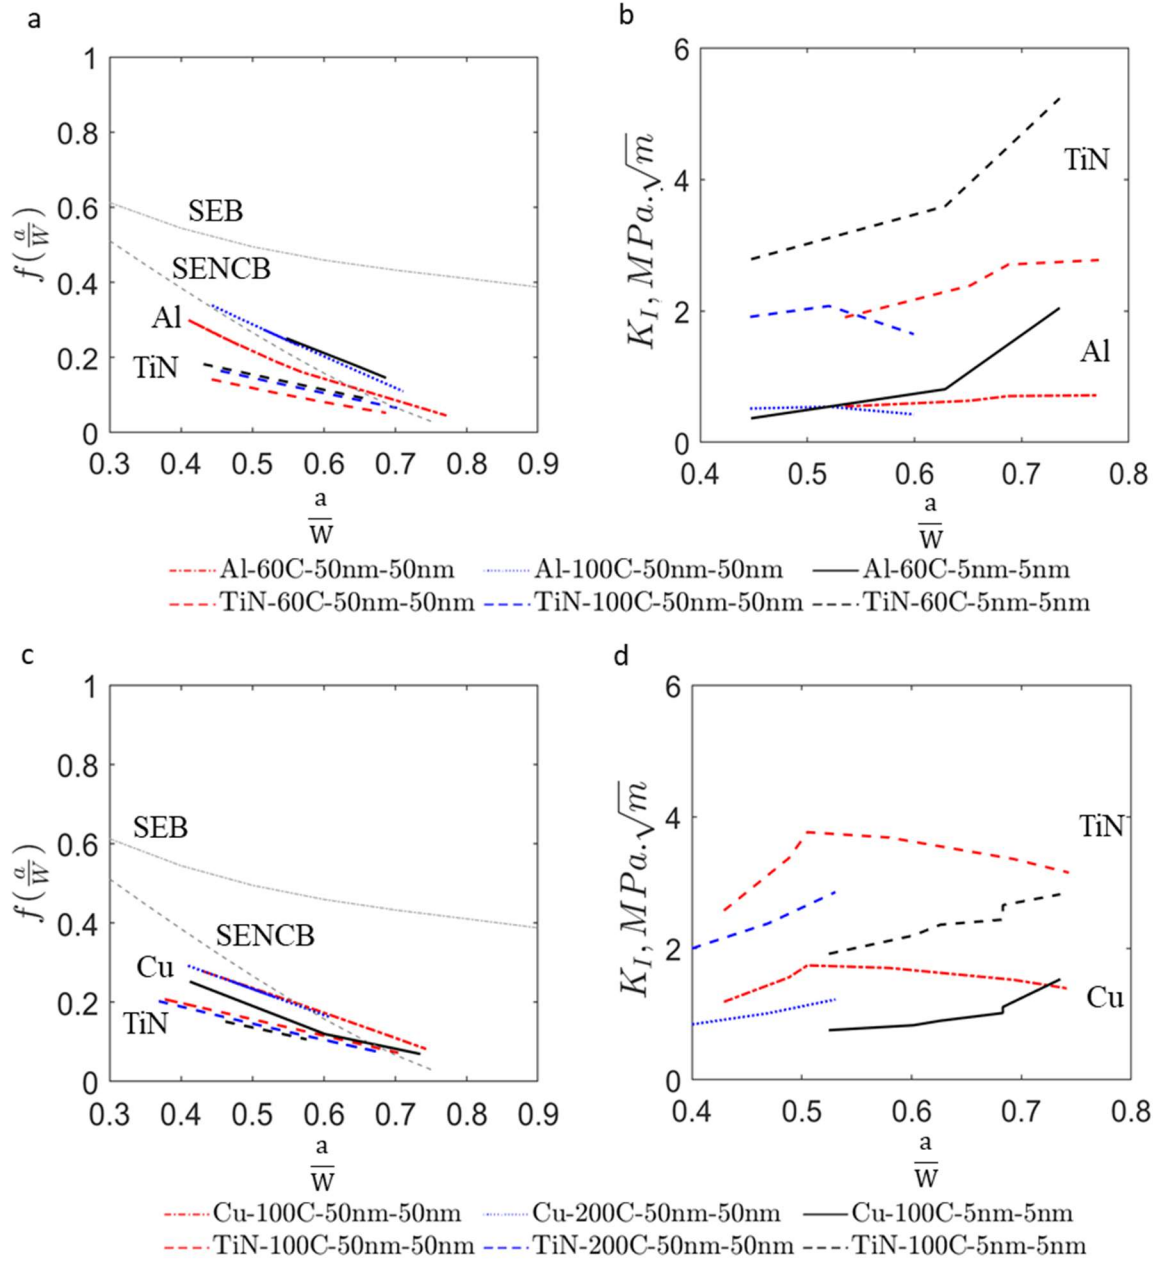 a
1
0.8
0.6
0.4
0.2
0
f(a/W)
SEB
SENCB
Al
TiN
0.3 0.4 0.5 0.6 0.7 0.8 0.9
a
W
b
6
4
2
0
K_I, MPa.√m
TiN
Al
0.4 0.5 0.6 0.7 0.8
a
W
Al-60C-50nm-50nm Al-100C-50nm-50nm Al-60C-5nm-5nm
TiN-60C-50nm-50nm TiN-100C-50nm-50nm TiN-60C-5nm-5nm
c
1
0.8
0.6
0.4
0.2
0
f(a/W)
SEB
SENCB
Cu
TiN
0.3 0.4 0.5 0.6 0.7 0.8 0.9
a
W
d
6
4
2
0
K_I, MPa.√m
TiN
Cu
0.4 0.5 0.6 0.7 0.8
a
W
Cu-100C-50nm-50nm Cu-200C-50nm-50nm Cu-100C-5nm-5nm
TiN-100C-50nm-50nm TiN-200C-50nm-50nm TiN-100C-5nm-5nm